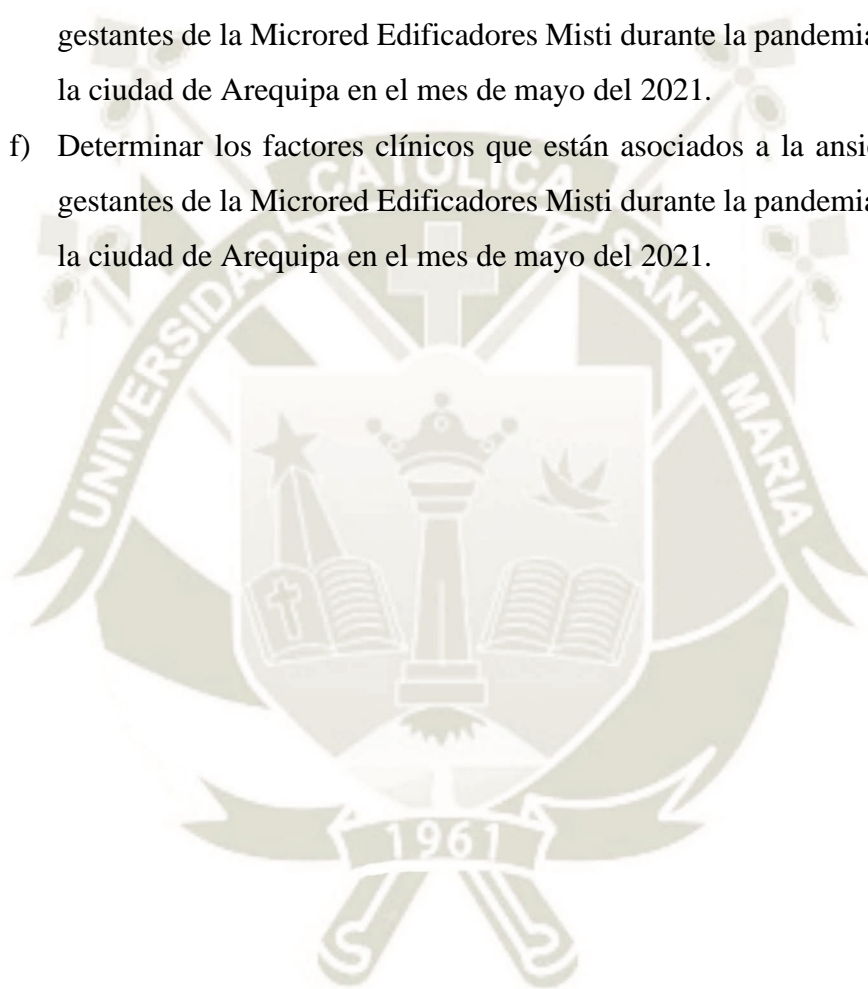 gestantes de la Microred Edificadores Misti durante la pandemia
la ciudad de Arequipa en el mes de mayo del 2021.
f) Determinar los factores clínicos que están asociados a la
gestantes de la Microred Edificadores Misti durante la pandemia
la ciudad de Arequipa en el mes de mayo del 2021.
UNIVERSIDAD CATOLICA SANTA MARIA
1961